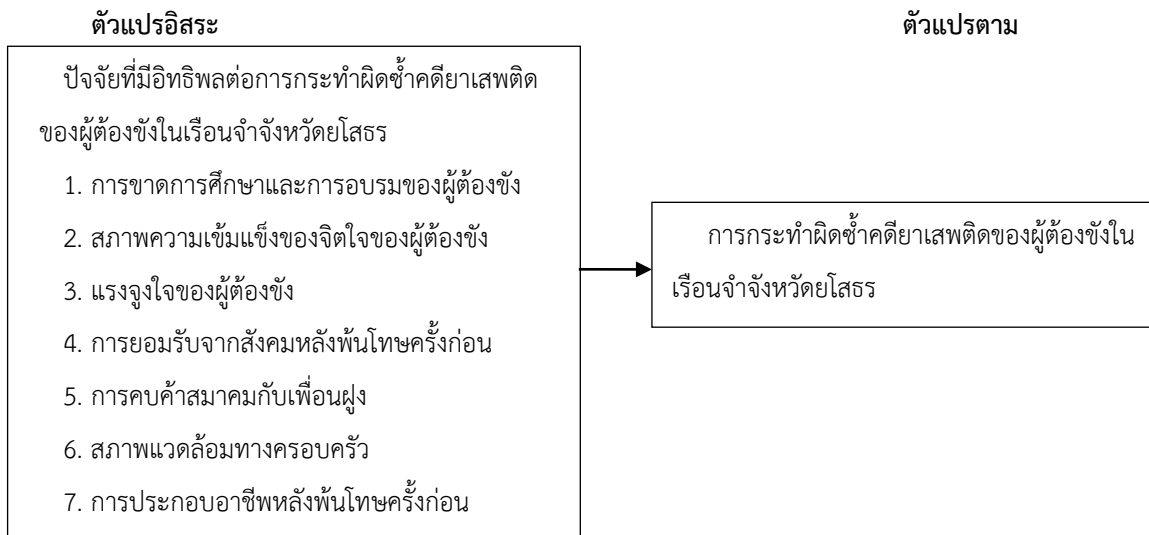 ตัวแปรอิสระ
ปัจจัยที่มีอิทธิพลต่อการกระทำผิดซ้ำคดียาเสพติด
ของผู้ต้องขังในเรือนจำจังหวัดยโสธร
1. การขาดการศึกษาและการอบรมของผู้ต้องขัง
2. สภาพความเข้มแข็งของจิตใจของผู้ต้องขัง
3. แรงจูงใจของผู้ต้องขัง
4. การยอมรับจากสังคมหลังพ้นโทษครั้งก่อน
5. การคบค้าสมาคมกับเพื่อนฝูง
6. สภาพแวดล้อมทางครอบครัว
7. การประกอบอาชีพหลังพ้นโทษครั้งก่อน
ตัวแปรตาม
การกระทำผิดซ้ำคดียาเสพติดของผู้ต้องขังใน
เรือนจำจังหวัดยโสธร